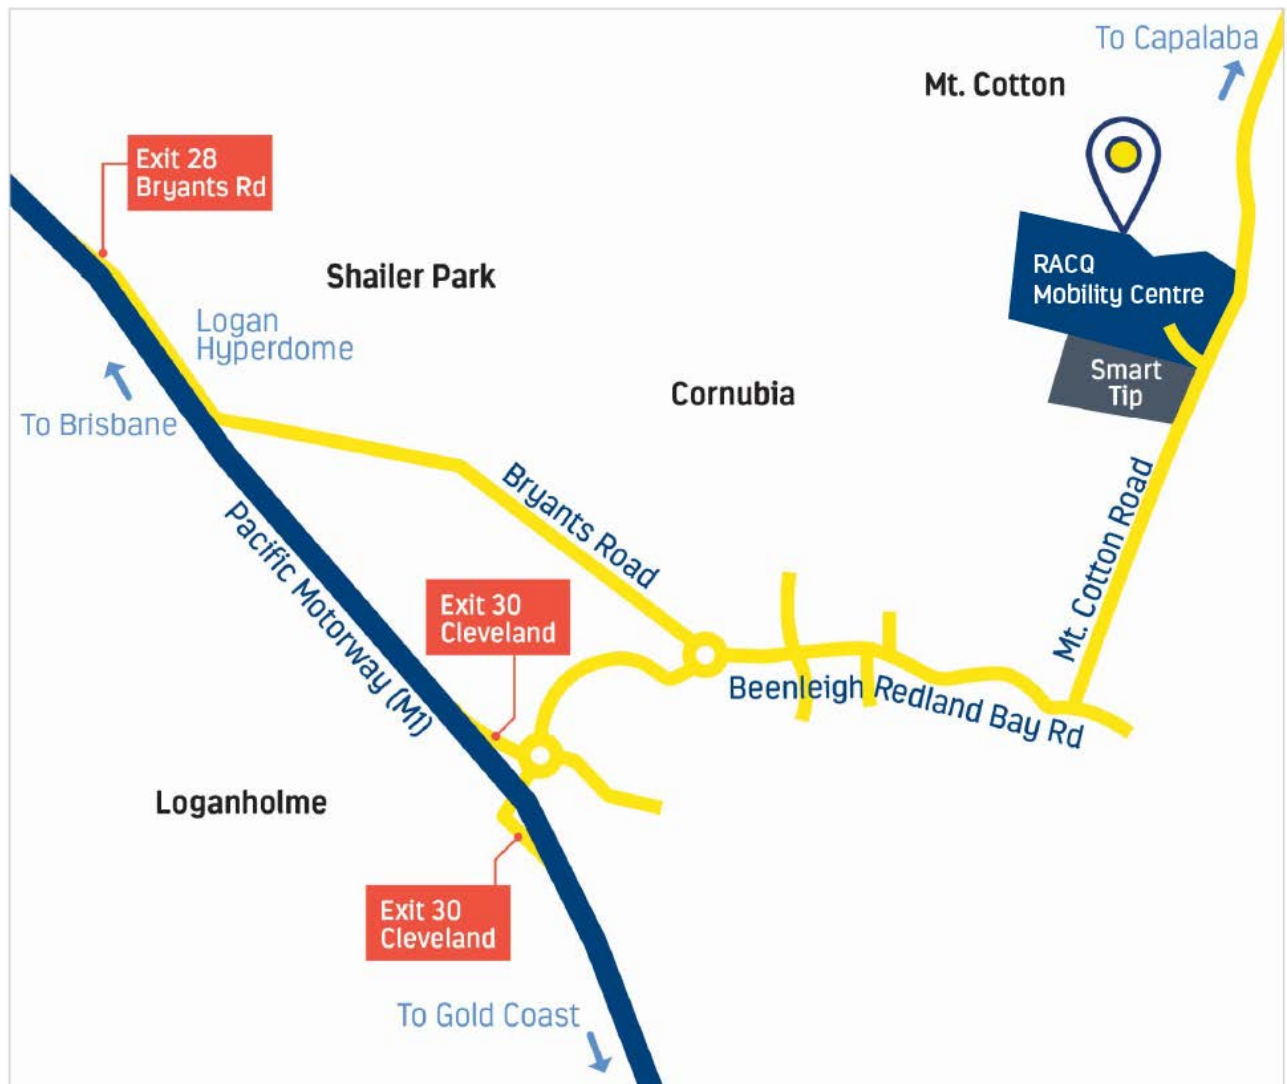 To Capalaba
Mt. Cotton
Exit 28
Bryants Rd
Shailer Park
RACQ
Mobility Centre
Logan
Hyperdome
Smart
Tip
Cornubia
To Brisbane
Bryants Road
Mt. Cotton Road
Pacific Motorway (M1)
Exit 30
Cleveland
Beenleigh Redland Bay Rd
Loganholme
Exit 30
Cleveland
To Gold Coast